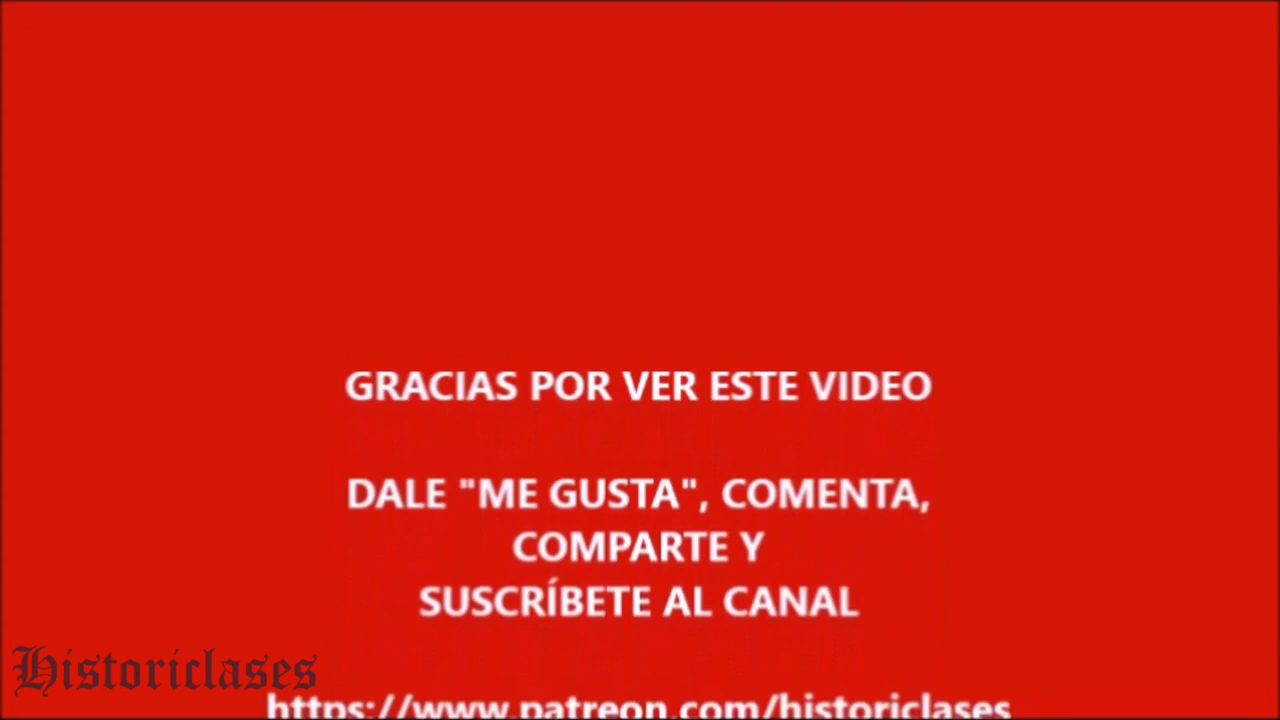 GRACIAS POR VER ESTE VIDEO
DALE "ME GUSTA", COMENTA,
COMPARTE Y
SUSCRÍBETE AL CANAL
Historiclases
https://www.patreon.com/historiclases